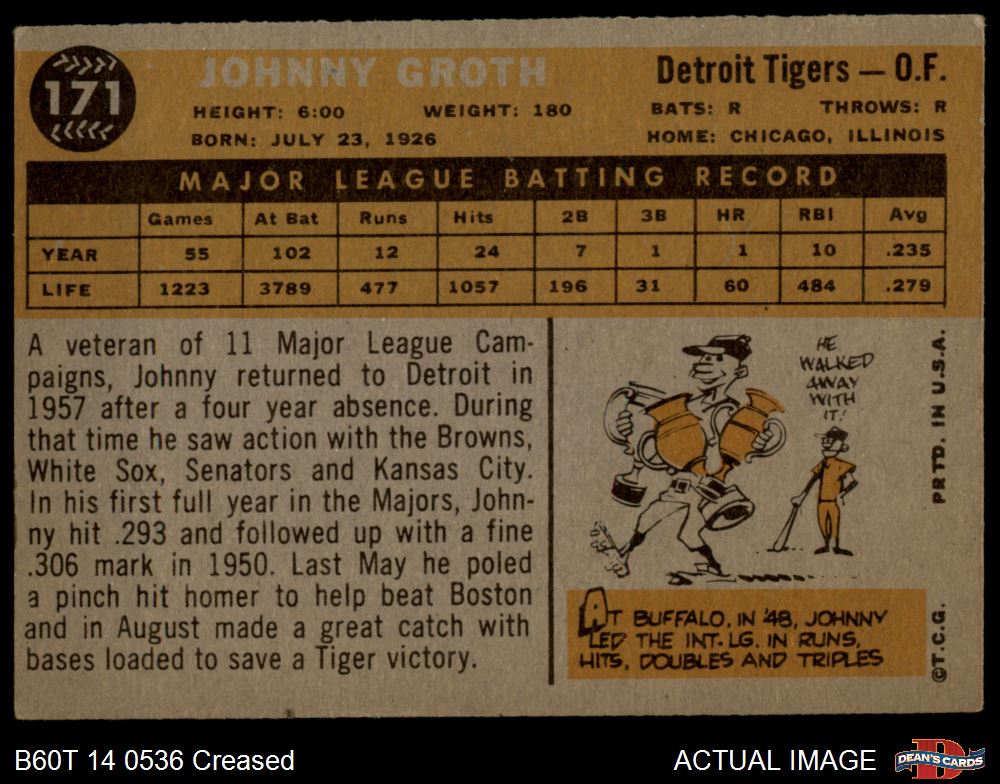 171
JOHNNY GROTH
Detroit Tigers — O.F.
HEIGHT: 6:00 WEIGHT: 180 BATS: R THROWS: R
BORN: JULY 23, 1926 HOME: CHICAGO, ILLINOIS
MAJOR LEAGUE BATTING RECORD
Games At Bat Runs Hits 2B 3B HR RBI Avg
YEAR 55 102 12 24 7 1 1 10 .235
LIFE 1223 3789 477 1057 196 31 60 484 .279
A veteran of 11 Major League Cam-
paigns, Johnny returned to Detroit in
1957 after a four year absence. During
that time he saw action with the Browns,
White Sox, Senators and Kansas City.
In his first full year in the Majors, John-
ny hit .293 and followed up with a fine
.306 mark in 1950. Last May he poled
a pinch hit homer to help beat Boston
and in August made a great catch with
bases loaded to save a Tiger victory.
HE
WALKED
AWAY
WITH
IT!
AT BUFFALO, IN '48, JOHNNY
LED THE INT. LG. IN RUNS,
HITS, DOUBLES AND TRIPLES
©T.C.G. PRTD. IN U.S.A.
B60T 14 0536 Creased
ACTUAL IMAGE
D
DEAN'S CARDS